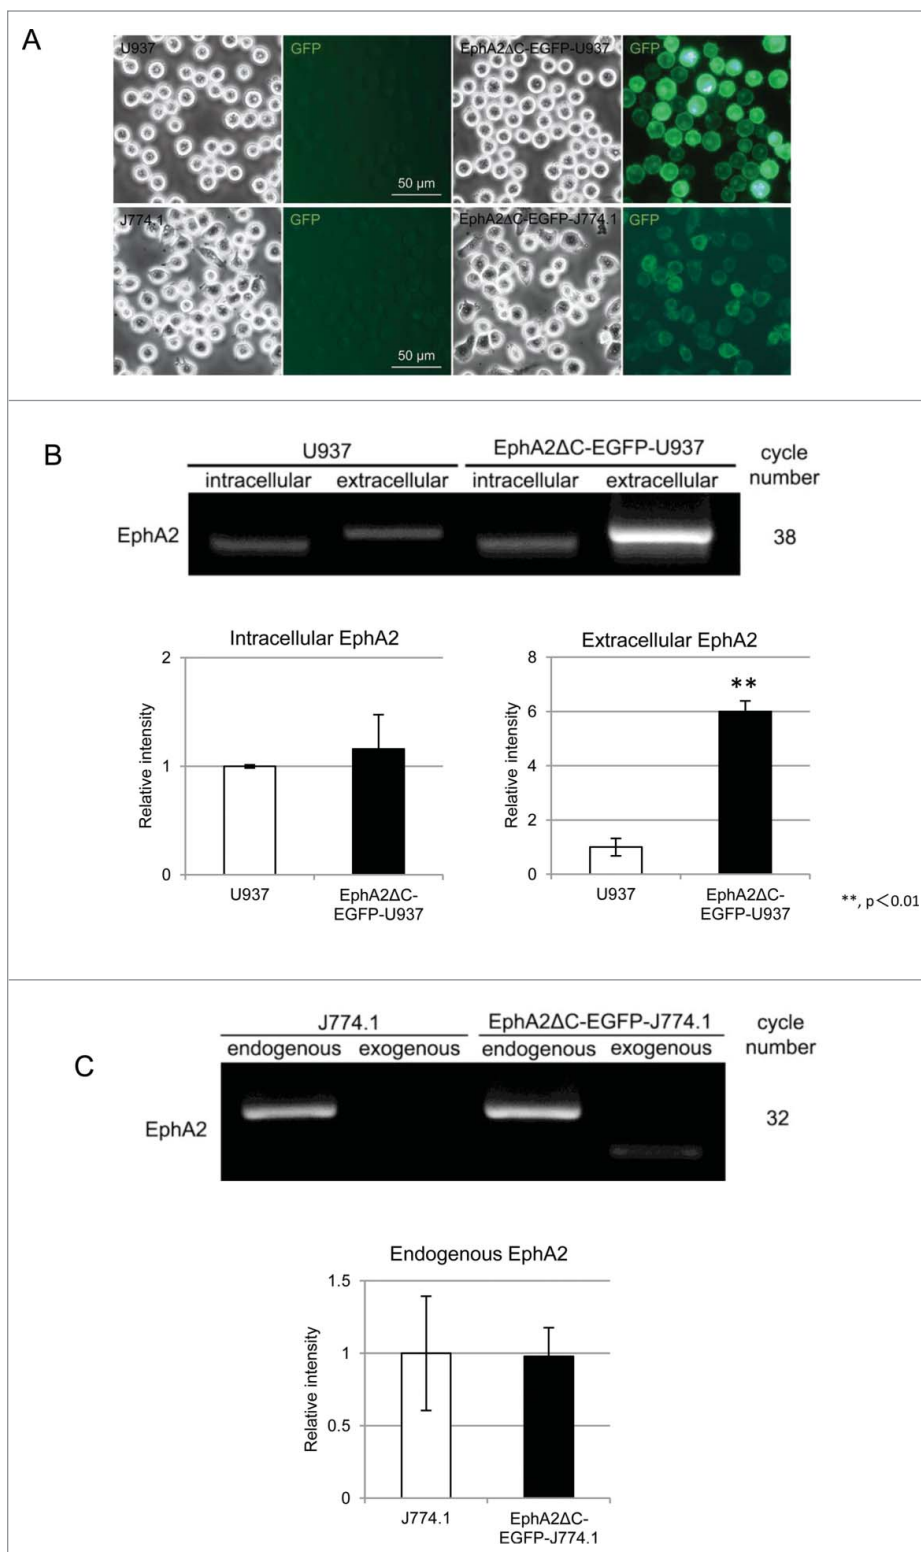 A
U937
GFP
EphA2ΔC-EGFP-U937
GFP
50 μm
J774.1
GFP
EphA2ΔC-EGFP-J774.1
GFP
50 μm
B
U937
EphA2ΔC-EGFP-U937
cycle
number
intracellular
extracellular
intracellular
extracellular
EphA2
38
Intracellular EphA2
Relative intensity
2
1
0
U937
EphA2ΔC-
EGFP-U937
Extracellular EphA2
Relative intensity
8
6
4
2
0
**
U937
EphA2ΔC-
EGFP-U937
**, p<0.01
C
J774.1
EphA2ΔC-EGFP-J774.1
cycle
number
endogenous
exogenous
endogenous
exogenous
EphA2
32
Endogenous EphA2
Relative intensity
1.5
1
0.5
0
J774.1
EphA2ΔC-
EGFP-J774.1